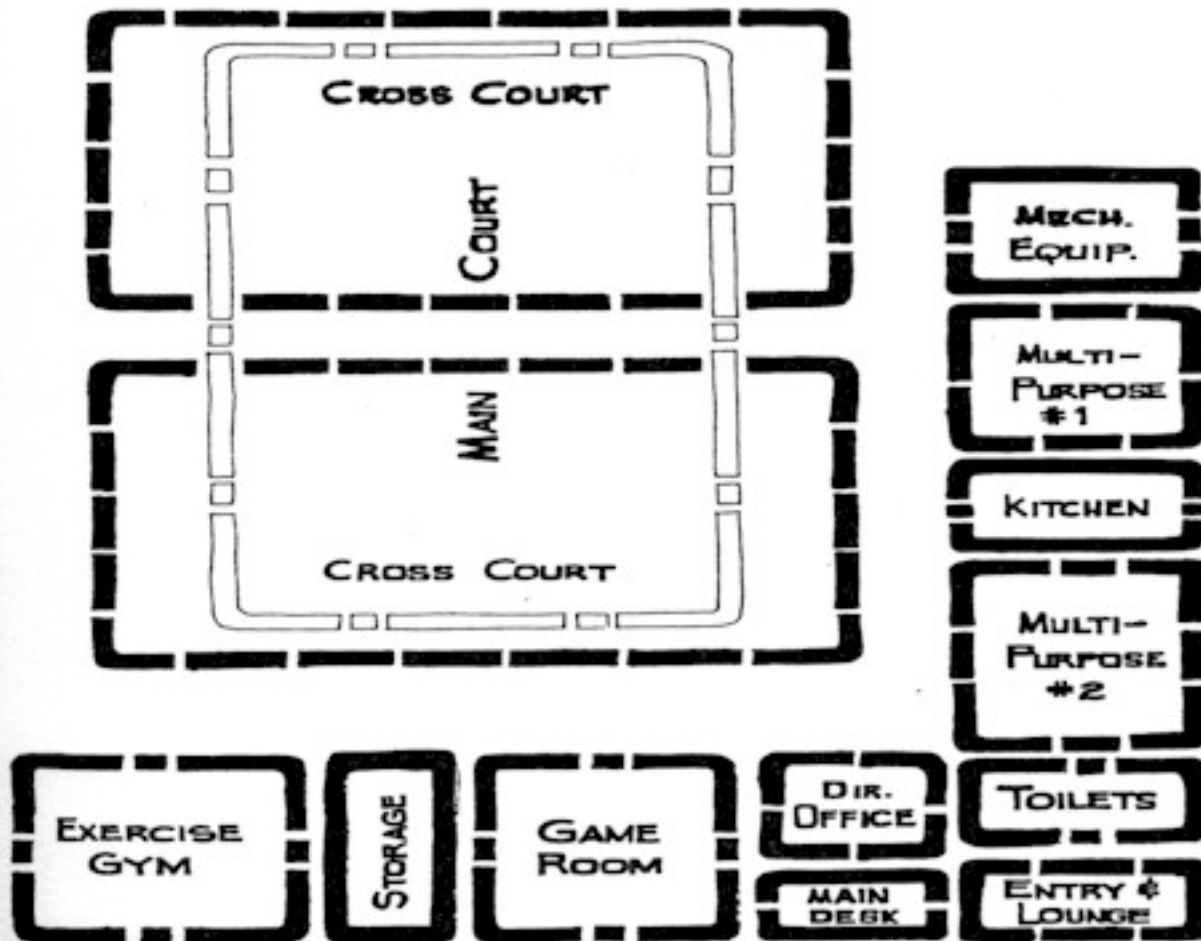 CROSS COURT
MAIN COURT
CROSS COURT
MECH.
EQUIP.
MULTI-
PURPOSE
#1
KITCHEN
MULTI-
PURPOSE
#2
EXERCISE
GYM
STORAGE
GAME
ROOM
DIR.
OFFICE
TOILETS
MAIN
DESK
ENTRY &
LOUNGE